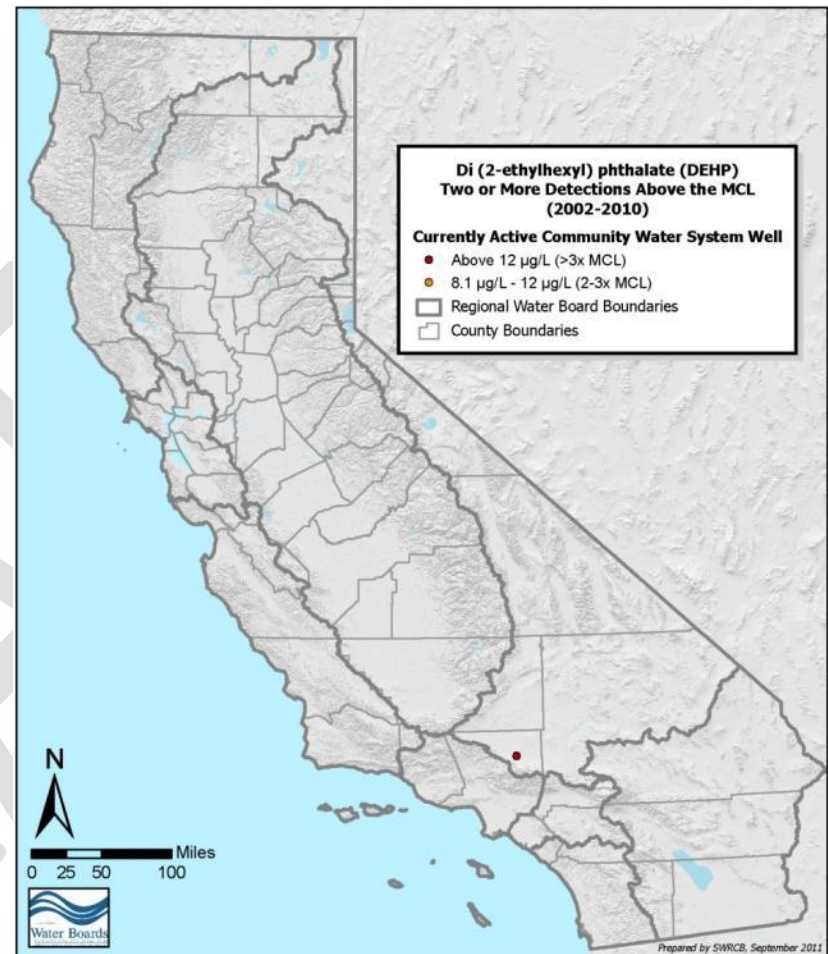 Di (2-ethylhexyl) phthalate (DEHP)
Two or More Detections Above the MCL
(2002-2010)
Currently Active Community Water System Well
Above 12 µg/L (>3x MCL)
8.1 µg/L - 12 µg/L (2-3x MCL)
Regional Water Board Boundaries
County Boundaries
N
Miles
0 25 50 100
Water Boards
Prepared by SWRCB, September 2011